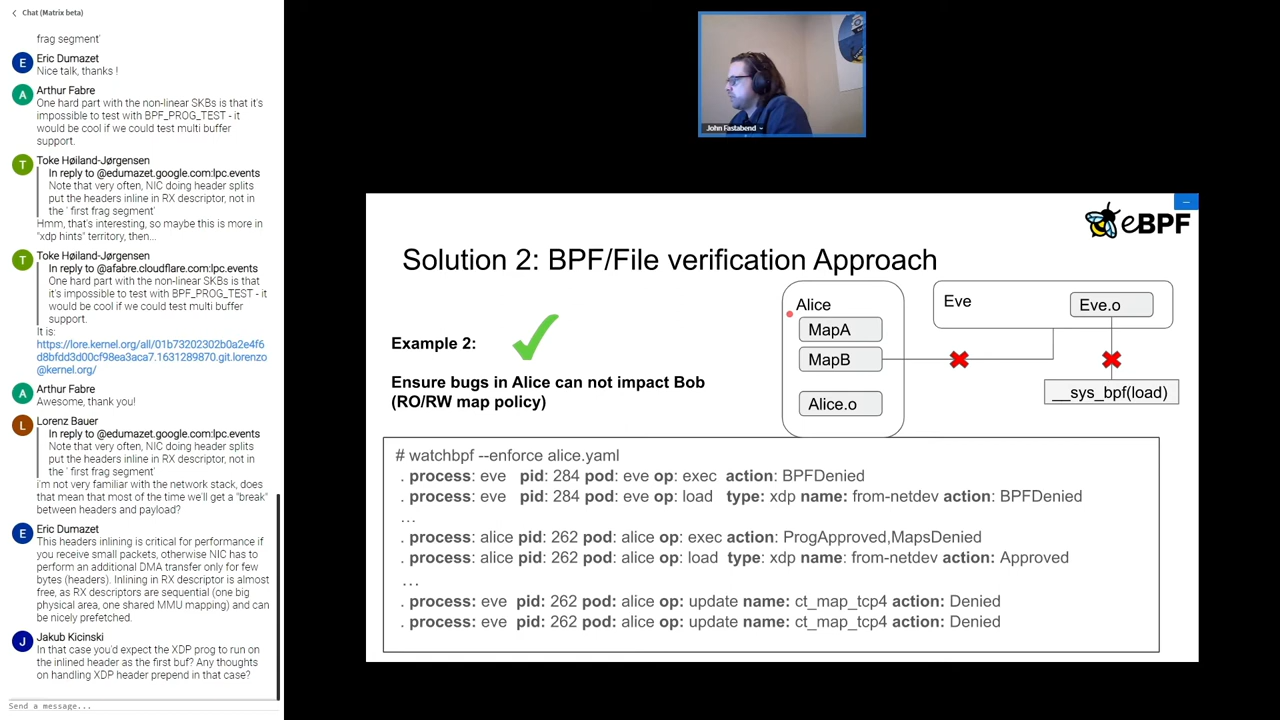 Chat (Matrix beta)
frag segment'
E
Eric Dumazet
Nice talk, thanks !
A
Arthur Fabre
One hard part with the non-linear SKBs is that it's
impossible to test with BPF_PROG_TEST - it
would be cool if we could test multi buffer
support.
T
Toke Høiland-Jørgensen
In reply to @edumazet.google.com:lpc.events
Note that very often, NIC doing header splits
put the headers inline in RX descriptor, not in
the ' first frag segment'
Hmm, that's interesting, so maybe this is more in
"xdp hints" territory, then...
T
Toke Høiland-Jørgensen
In reply to @afabre.cloudflare.com:lpc.events
One hard part with the non-linear SKBs is that
it's impossible to test with BPF_PROG_TEST - it
would be cool if we could test multi buffer
support.
It is:
https://lore.kernel.org/all/01b73202302b0a2e4f6
d8bfdd3d00cf98ea3aca7.1631289870.git.lorenzo
@kernel.org/
A
Arthur Fabre
Awesome, thank you!
L
Lorenz Bauer
In reply to @edumazet.google.com:lpc.events
Note that very often, NIC doing header splits
put the headers inline in RX descriptor, not in
the ' first frag segment'
i'm not very familiar with the network stack, does
that mean that most of the time we'll get a "break"
between headers and payload?
E
Eric Dumazet
This headers inlining is critical for performance if
you receive small packets, otherwise NIC has to
perform an additional DMA transfer only for few
bytes (headers). Inlining in RX descriptor is almost
free, as RX descriptors are sequential (one big
physical area, one shared MMU mapping) and can
be nicely prefetched.
J
Jakub Kicinski
In that case you'd expect the XDP prog to run on
the inlined header as the first buf? Any thoughts
on handling XDP header prepend in that case?
Send a message...
John Fastabend
eBPF
Solution 2: BPF/File verification Approach
Example 2:
Ensure bugs in Alice can not impact Bob
(RO/RW map policy)
Alice
MapA
MapB
Alice.o
Eve
Eve.o
__sys_bpf(load)
# watchbpf --enforce alice.yaml
. process: eve pid: 284 pod: eve op: exec action: BPFDenied
. process: eve pid: 284 pod: eve op: load type: xdp name: from-netdev action: BPFDenied
...
. process: alice pid: 262 pod: alice op: exec action: ProgApproved,MapsDenied
. process: alice pid: 262 pod: alice op: load type: xdp name: from-netdev action: Approved
...
. process: eve pid: 262 pod: alice op: update name: ct_map_tcp4 action: Denied
. process: eve pid: 262 pod: alice op: update name: ct_map_tcp4 action: Denied